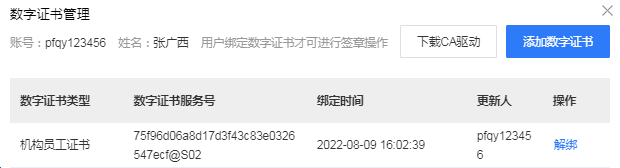 数字证书管理
账号：pfqy123456 姓名：张广西 用户绑定数字证书才可进行签章操作 下载CA驱动 添加数字证书
数字证书类型 数字证书服务号 绑定时间 更新人 操作
机构员工证书 75f96d06a8d17d3f43c83e0326 2022-08-09 16:02:39 pfqy12345 解绑
547ecf@S02 6